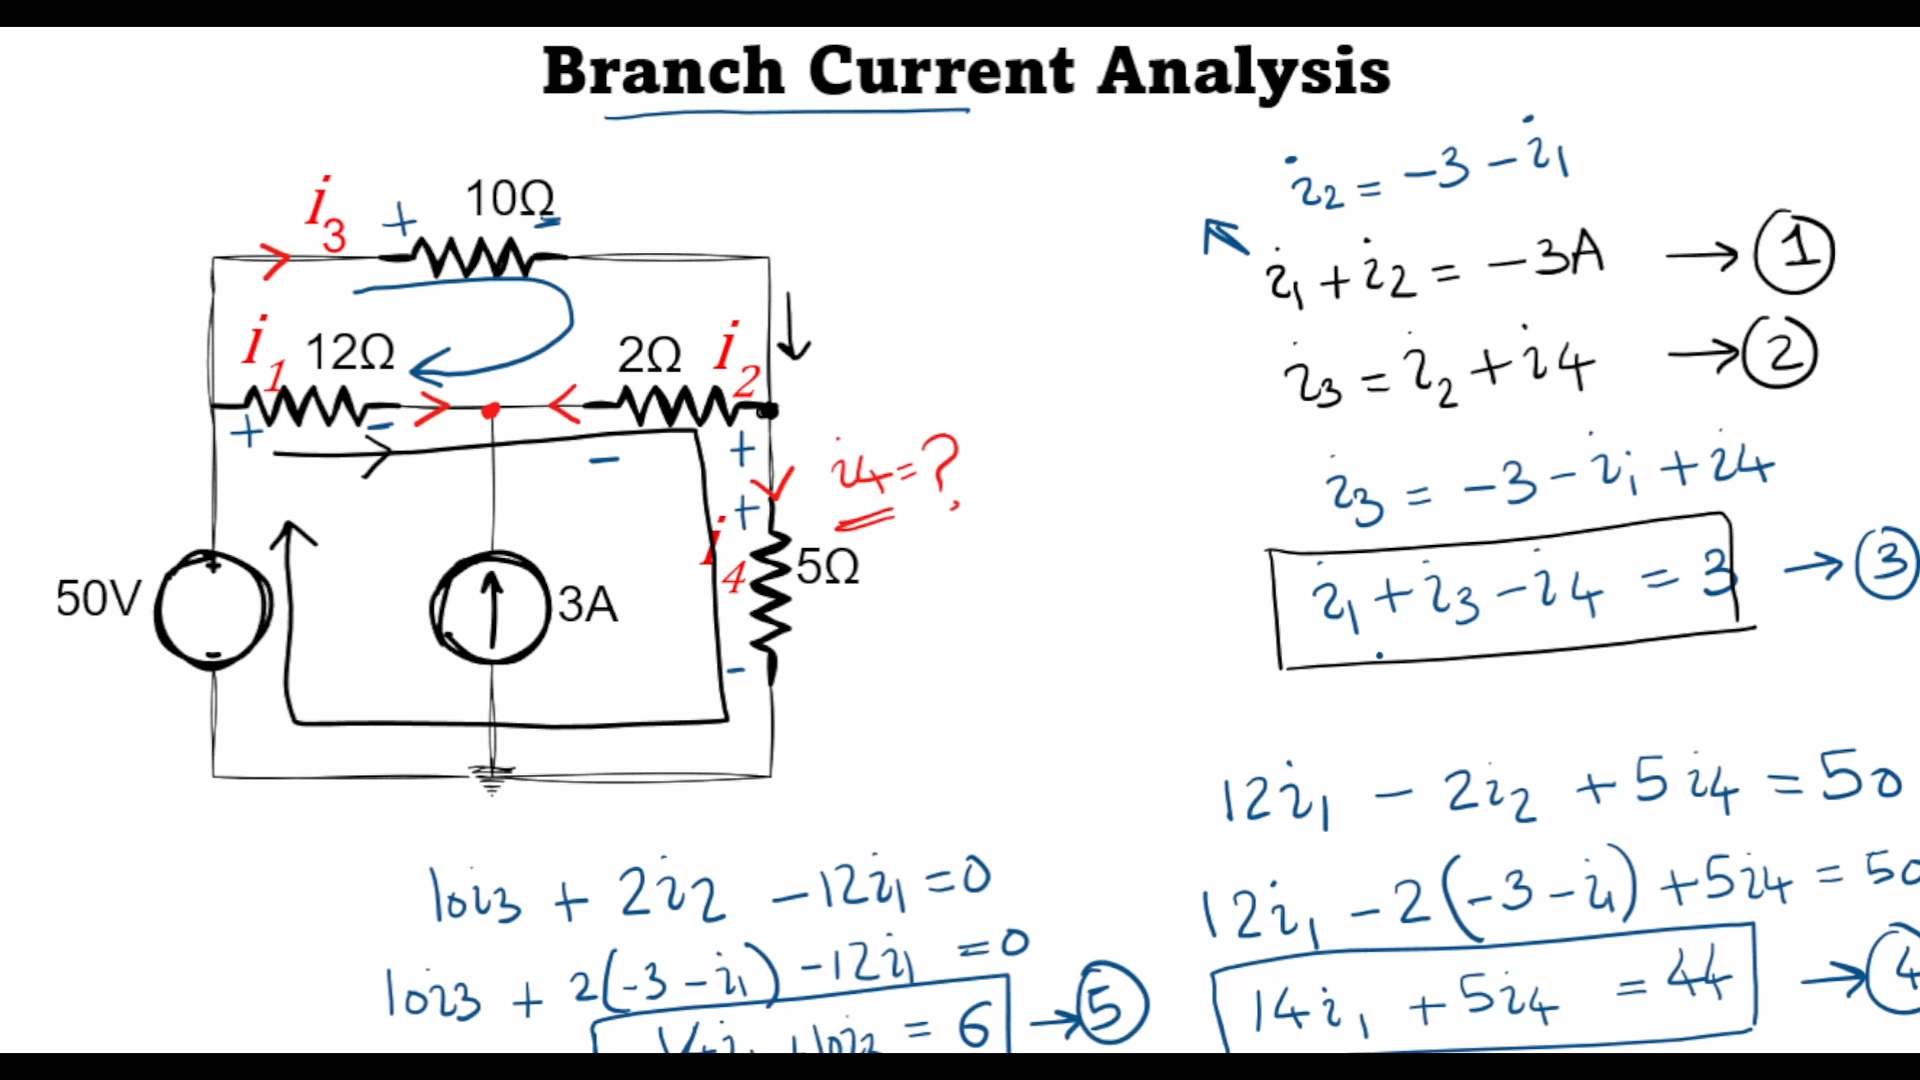 Branch Current Analysis
i2 = -3 - i1
i1 + i2 = -3A → 1
i3 = i2 + i4 → 2
i3 = -3 - i1 + i4
i1 + i3 - i4 = 3 → 3
i3 + 10Ω -
i1 12Ω 2Ω i2
+ - - +
i4 = ?
+
i4 5Ω
-
50V + -
3A
12i1 - 2i2 + 5i4 = 50
12i1 - 2(-3 - i1) + 5i4 = 50
14i1 + 5i4 = 44 → 4
10i3 + 2i2 - 12i1 = 0
10i3 + 2(-3 - i1) - 12i1 = 0
= 6 → 5